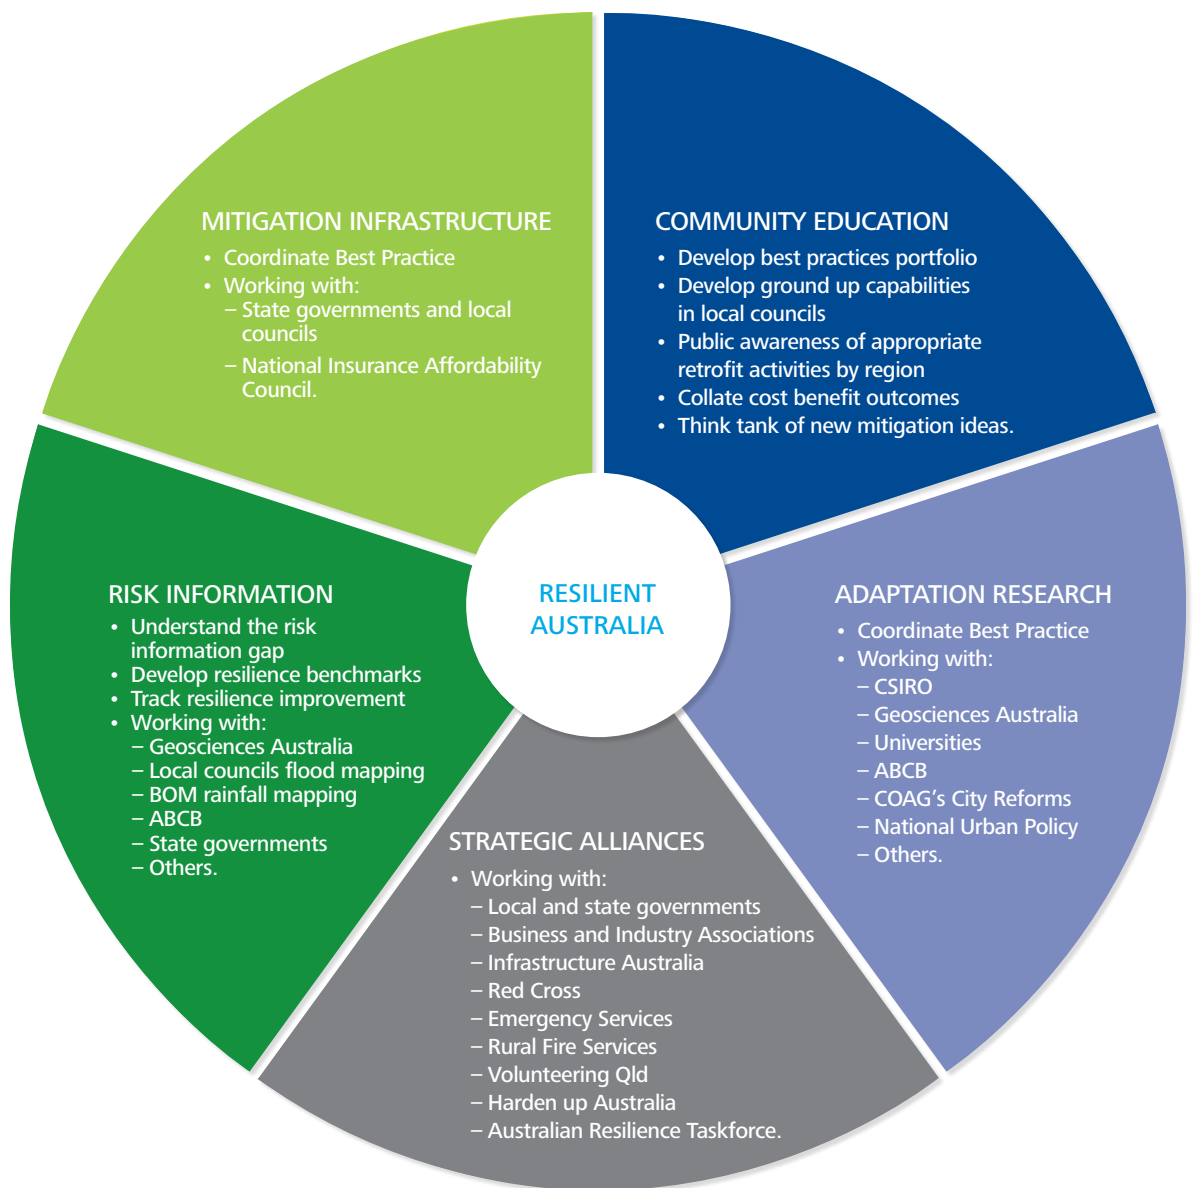 MITIGATION INFRASTRUCTURE
• Coordinate Best Practice
• Working with:
– State governments and local
councils
– National Insurance Affordability
Council.
COMMUNITY EDUCATION
• Develop best practices portfolio
• Develop ground up capabilities
in local councils
• Public awareness of appropriate
retrofit activities by region
• Collate cost benefit outcomes
• Think tank of new mitigation ideas.
RISK INFORMATION
• Understand the risk
information gap
• Develop resilience benchmarks
• Track resilience improvement
• Working with:
– Geosciences Australia
– Local councils flood mapping
– BOM rainfall mapping
– ABCB
– State governments
– Others.
RESILIENT
AUSTRALIA
ADAPTATION RESEARCH
• Coordinate Best Practice
• Working with:
– CSIRO
– Geosciences Australia
– Universities
– ABCB
– COAG’s City Reforms
– National Urban Policy
– Others.
STRATEGIC ALLIANCES
• Working with:
– Local and state governments
– Business and Industry Associations
– Infrastructure Australia
– Red Cross
– Emergency Services
– Rural Fire Services
– Volunteering Qld
– Harden up Australia
– Australian Resilience Taskforce.